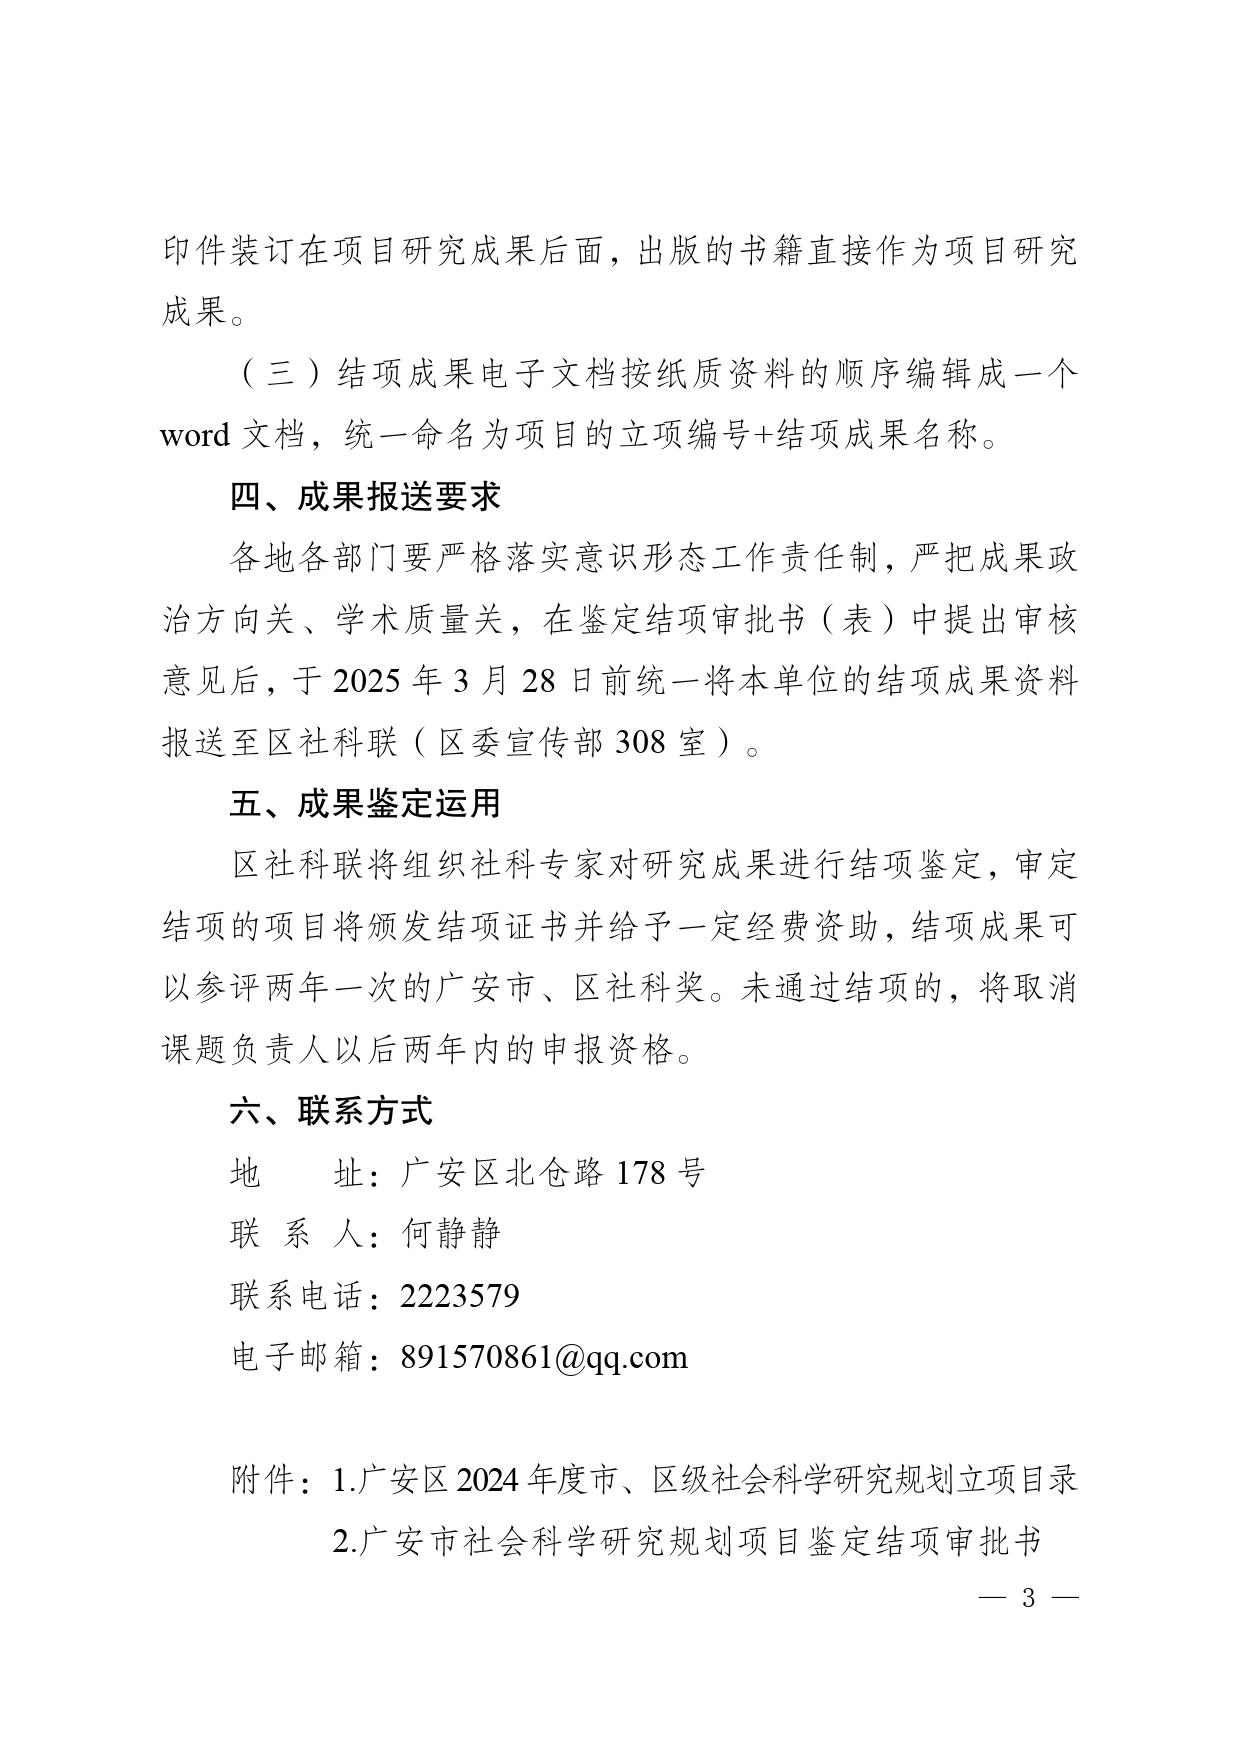 印件装订在项目研究成果后面，出版的书籍直接作为项目研究
成果。
（三）结项成果电子文档按纸质资料的顺序编辑成一个
word 文档，统一命名为项目的立项编号+结项成果名称。
四、成果报送要求
各地各部门要严格落实意识形态工作责任制，严把成果政
治方向关、学术质量关，在鉴定结项审批书（表）中提出审核
意见后，于 2025 年 3 月 28 日前统一将本单位的结项成果资料
报送至区社科联（区委宣传部 308 室）。
五、成果鉴定运用
区社科联将组织社科专家对研究成果进行结项鉴定，审定
结项的项目将颁发结项证书并给予一定经费资助，结项成果可
以参评两年一次的广安市、区社科奖。未通过结项的，将取消
课题负责人以后两年内的申报资格。
六、联系方式
地　　址：广安区北仓路 178 号
联 系 人：何静静
联系电话：2223579
电子邮箱：891570861@qq.com
附件：1.广安区 2024 年度市、区级社会科学研究规划立项目录
2.广安市社会科学研究规划项目鉴定结项审批书
— 3 —